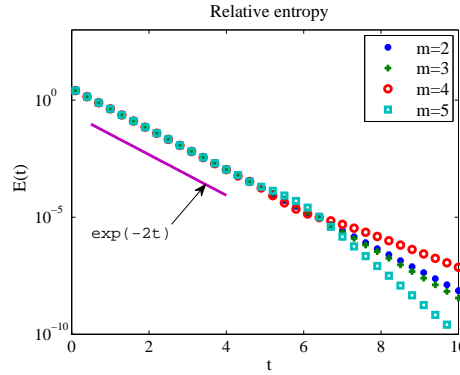 Relative entropy
m=2
m=3
m=4
m=5
10^0
10^-5
10^-10
E(t)
exp(-2t)
0
2
4
6
8
10
t